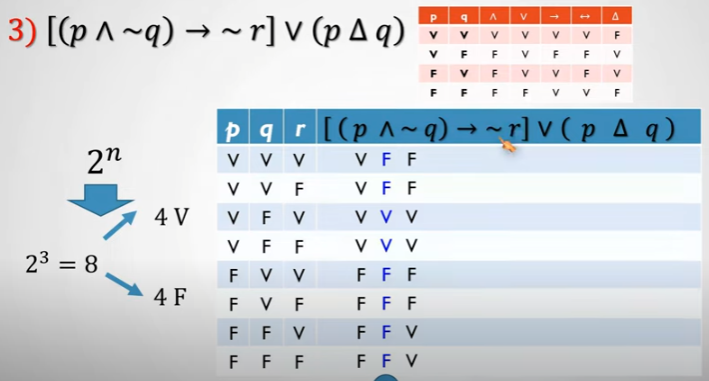 3) [(p ∧ ~q) → ~ r] ∨ (p Δ q)
p q ∧ ∨ → ↔ Δ
V V V V V V F
V F F V F F V
F V F V V F V
F F F F V V F
p q r [(p ∧ ~ q) → ~ r] ∨ ( p Δ q )
V V V V F F
V V F V F F
V F V V V V
V F F V V V
F V V F F F
F V F F F F
F F V F F V
F F F F F V
2ⁿ
4 V
2³ = 8
4 F